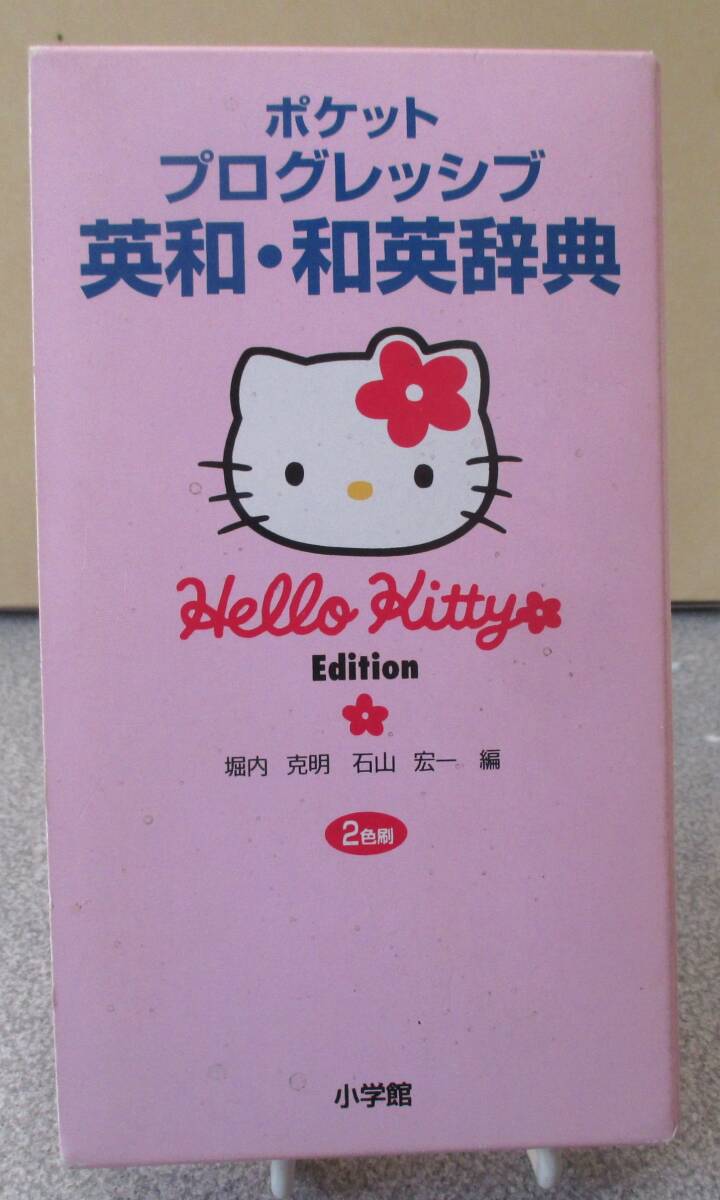 ポケット
プログレッシブ
英和・和英辞典
Hello Kitty
Edition
堀内 克明 石山 宏一 編
2色刷
小学館